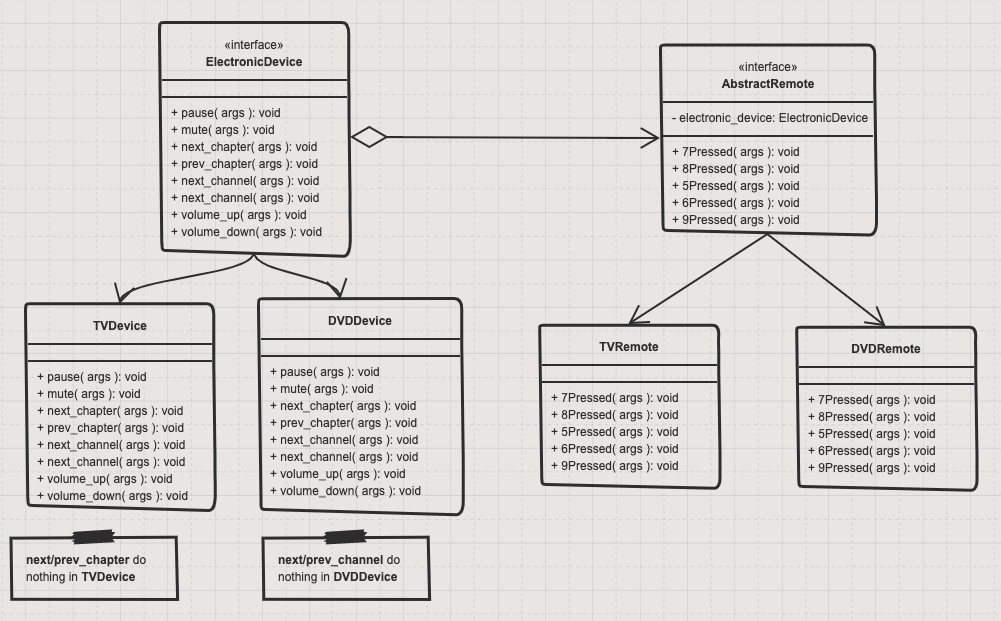 «interface»
ElectronicDevice
+ pause( args ): void
+ mute( args ): void
+ next_chapter( args ): void
+ prev_chapter( args ): void
+ next_channel( args ): void
+ next_channel( args ): void
+ volume_up( args ): void
+ volume_down( args ): void
«interface»
AbstractRemote
- electronic_device: ElectronicDevice
+ 7Pressed( args ): void
+ 8Pressed( args ): void
+ 5Pressed( args ): void
+ 6Pressed( args ): void
+ 9Pressed( args ): void
TVDevice
+ pause( args ): void
+ mute( args ): void
+ next_chapter( args ): void
+ prev_chapter( args ): void
+ next_channel( args ): void
+ next_channel( args ): void
+ volume_up( args ): void
+ volume_down( args ): void
DVDDevice
+ pause( args ): void
+ mute( args ): void
+ next_chapter( args ): void
+ prev_chapter( args ): void
+ next_channel( args ): void
+ next_channel( args ): void
+ volume_up( args ): void
+ volume_down( args ): void
TVRemote
+ 7Pressed( args ): void
+ 8Pressed( args ): void
+ 5Pressed( args ): void
+ 6Pressed( args ): void
+ 9Pressed( args ): void
DVDRemote
+ 7Pressed( args ): void
+ 8Pressed( args ): void
+ 5Pressed( args ): void
+ 6Pressed( args ): void
+ 9Pressed( args ): void
next/prev_chapter do
nothing in TVDevice
next/prev_channel do
nothing in DVDDevice